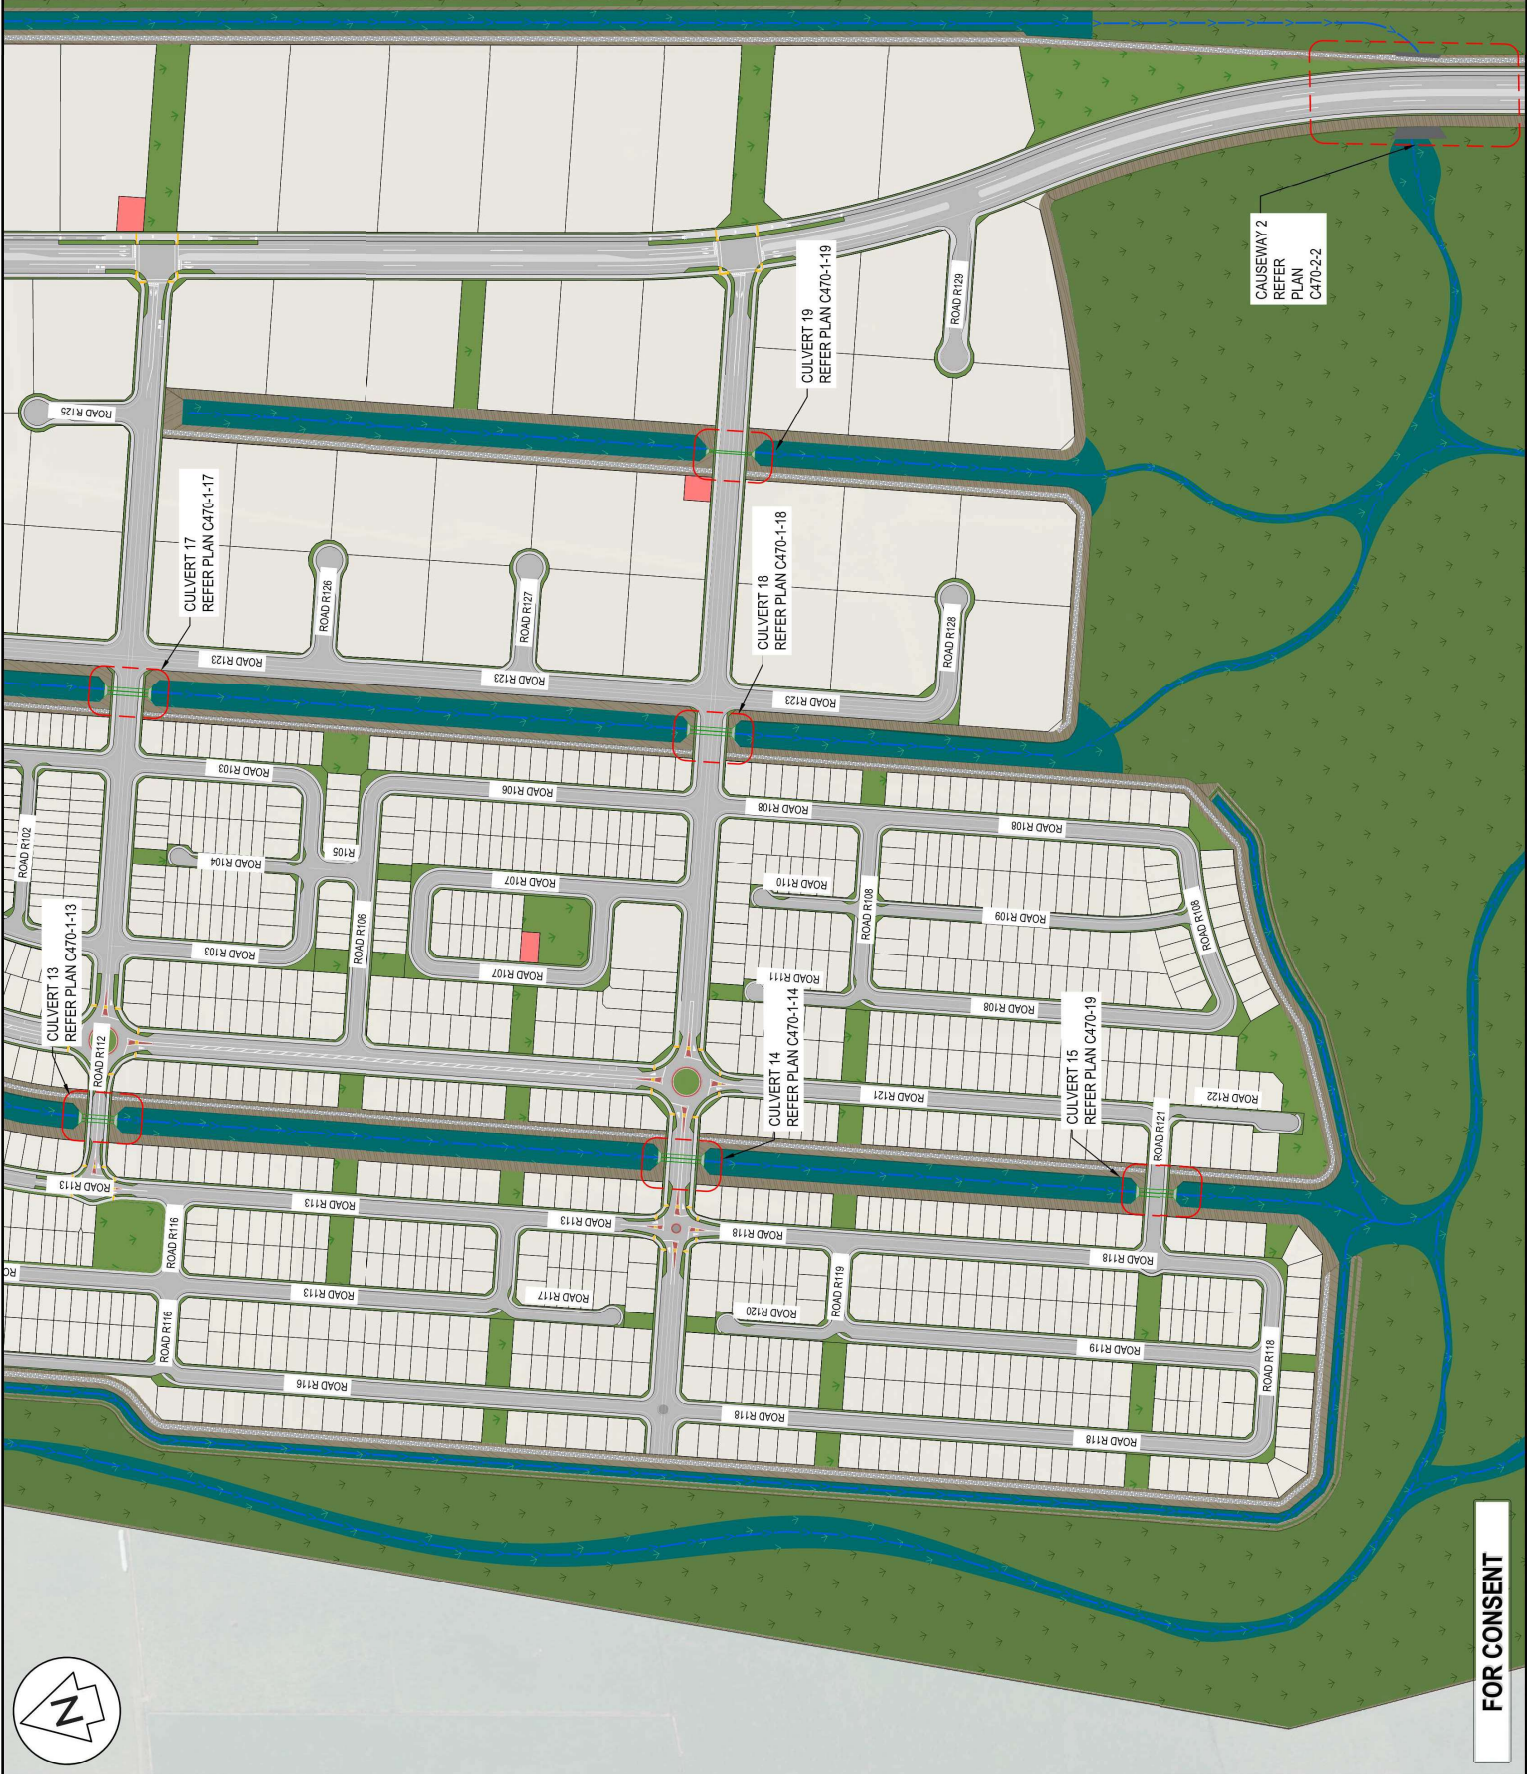 CAUSEWAY 2
REFER
PLAN
C470-2-2
ROAD R129
CULVERT 19
REFER PLAN C470-1-19
ROAD R125
CULVERT 17
REFER PLAN C470-1-17
CULVERT 18
REFER PLAN C470-1-18
ROAD R126
ROAD R127
ROAD R128
ROAD R123
ROAD R123
ROAD R123
ROAD R103
ROAD R106
ROAD R108
ROAD R108
ROAD R102
R105
ROAD R104
ROAD R107
ROAD R110
ROAD R108
ROAD R109
ROAD R108
CULVERT 13
REFER PLAN C470-1-13
ROAD R106
ROAD R103
ROAD R107
ROAD R111
ROAD R108
CULVERT 14
REFER PLAN C470-1-14
CULVERT 15
REFER PLAN C470-19
ROAD R112
ROAD R121
ROAD R122
ROAD R121
ROAD R113
ROAD R113
ROAD R113
ROAD R116
ROAD R118
ROAD R118
RO
ROAD R113
ROAD R117
ROAD R119
ROAD R120
ROAD R116
ROAD R119
ROAD R118
ROAD R116
ROAD R118
ROAD R118
N
FOR CONSENT